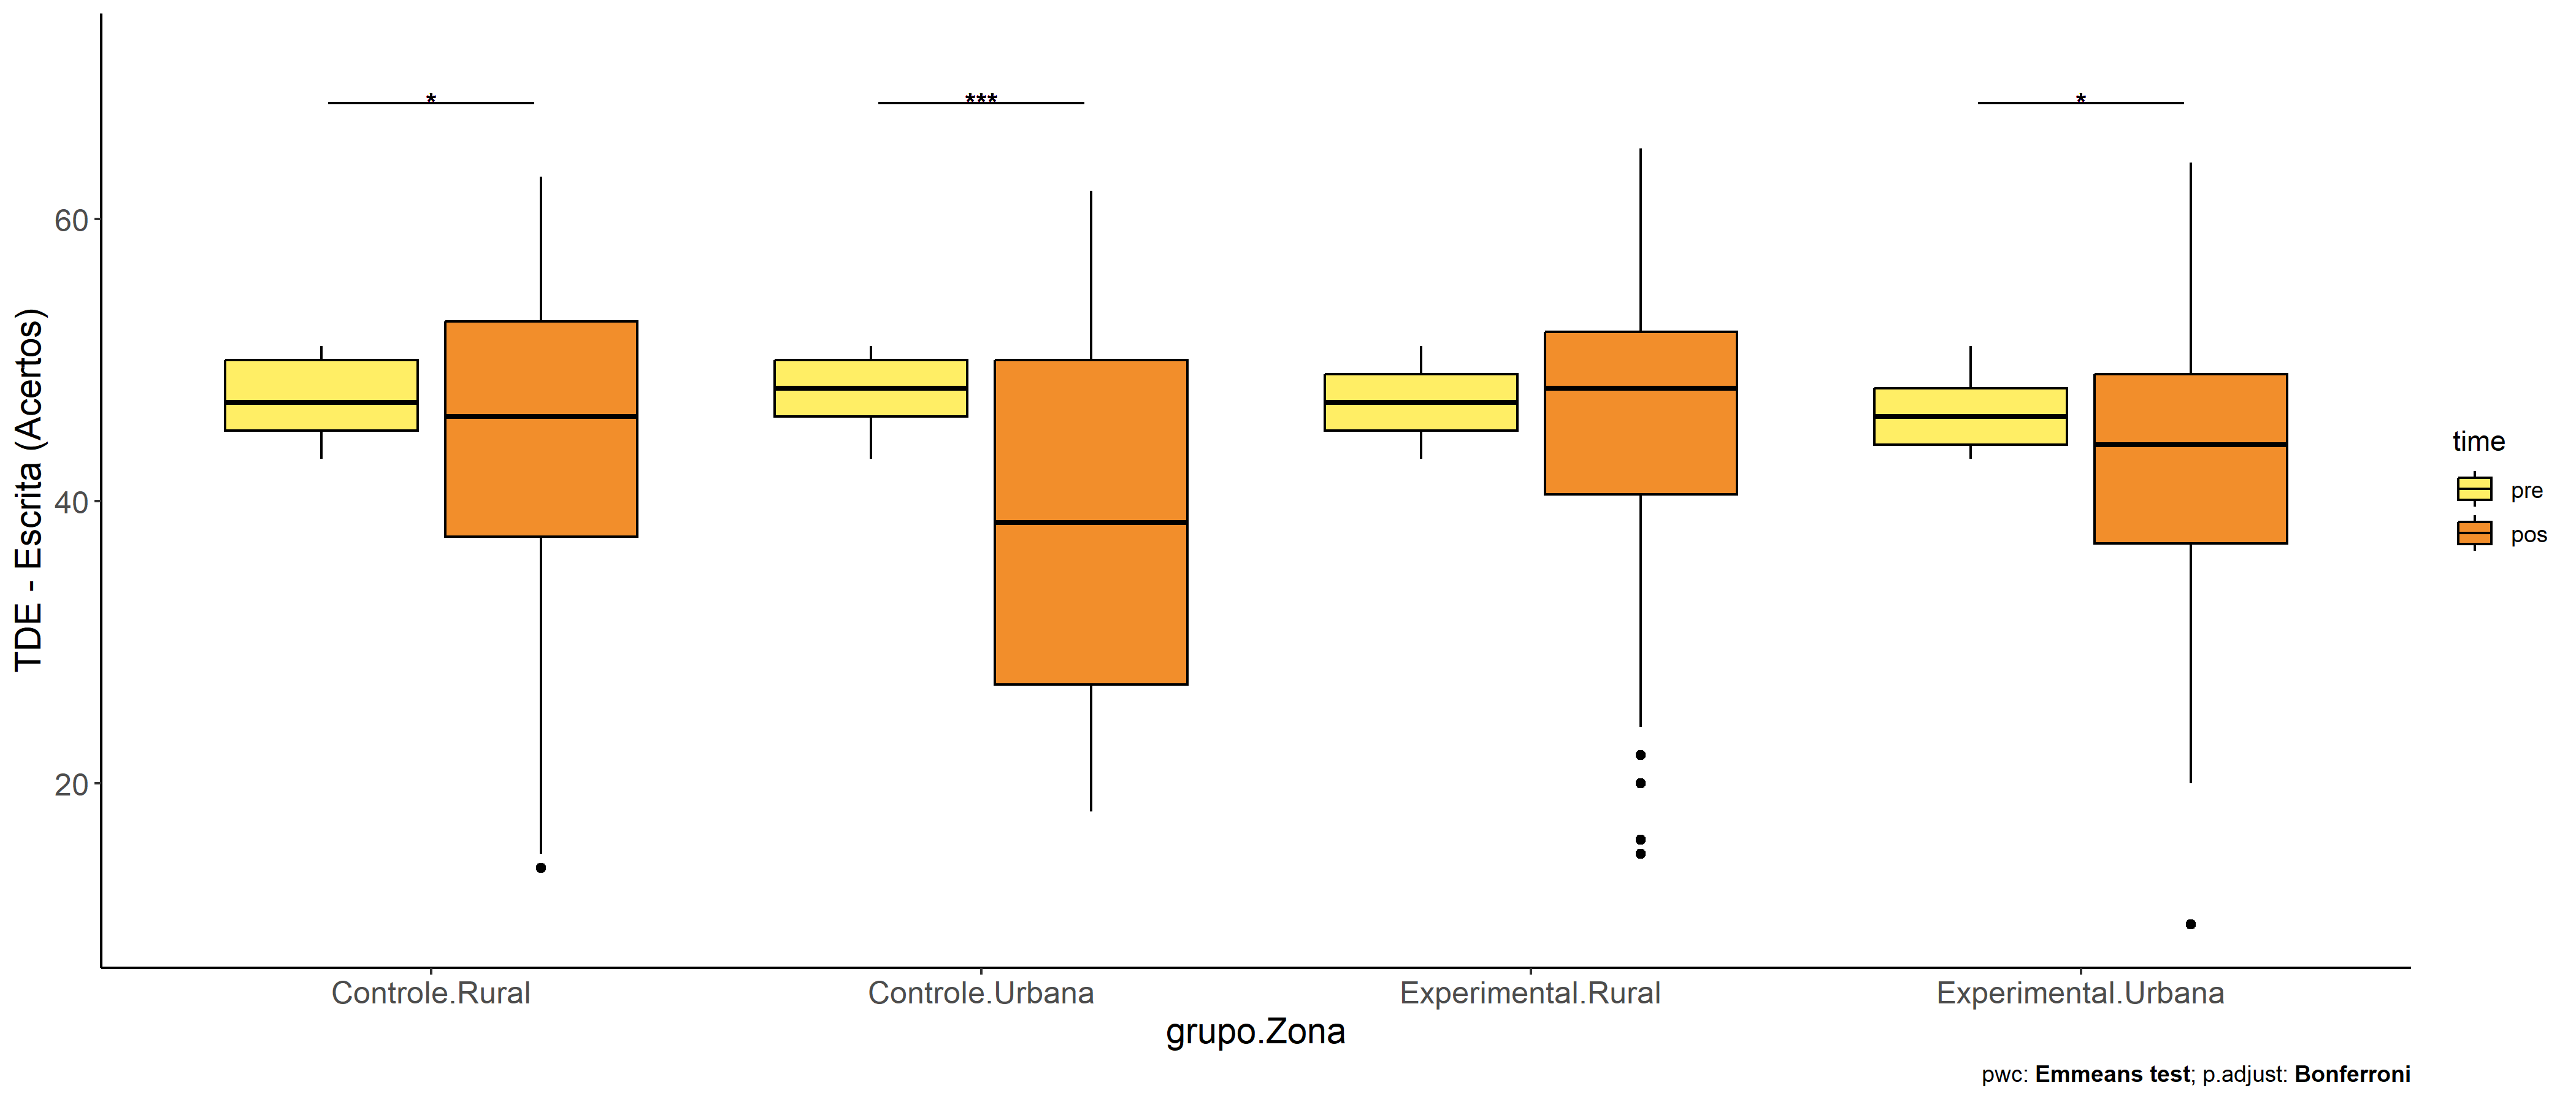 * *** *
60
40
20
TDE - Escrita (Acertos)
Controle.Rural Controle.Urbana Experimental.Rural Experimental.Urbana
grupo.Zona
time
pre
pos
pwc: Emmeans test; p.adjust: Bonferroni